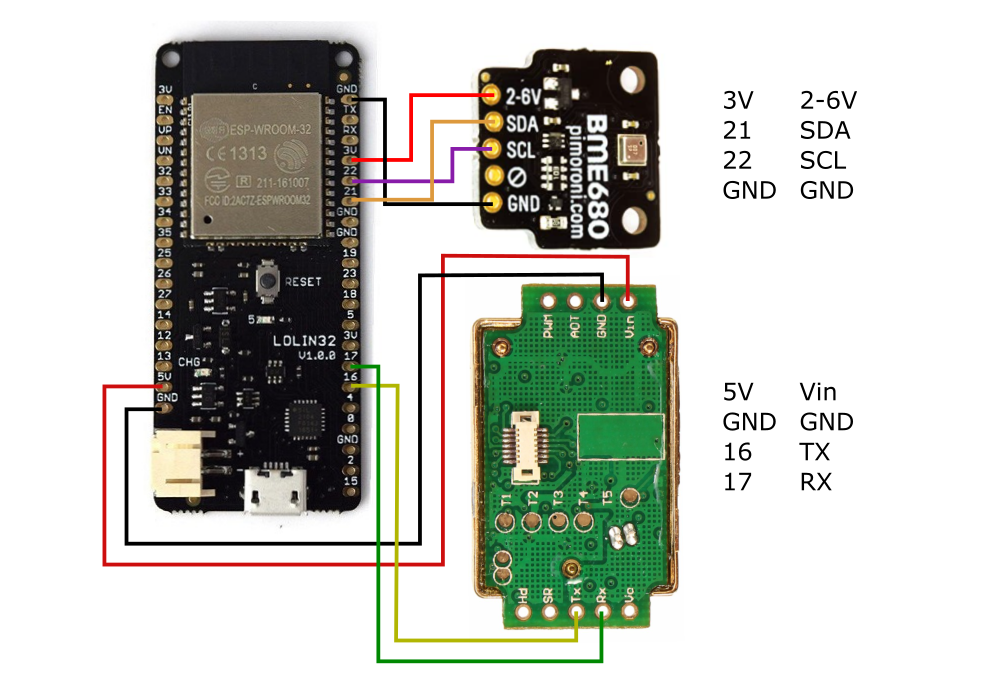 3V
EN
VP
VN
32
33
34
35
25
26
27
14
12
13
5V
GND
GND
TX
RX
3V
22
21
GND
GND
19
23
18
5
3V
17
16
4
0
GND
2
15
ESP-WROOM-32
CE1313
R 211-161007
FCC ID:2AC7Z-ESPWROOM32
RESET
LOLIN32
V1.0.0
CHG
2-6V
SDA
SCL
GND
BME680
pimoroni.com
3V 2-6V
21 SDA
22 SCL
GND GND
PWM AOT GND Vin
T1 T2 T3 T4 T5
Hd SR Tx Rx Vo
5V Vin
GND GND
16 TX
17 RX